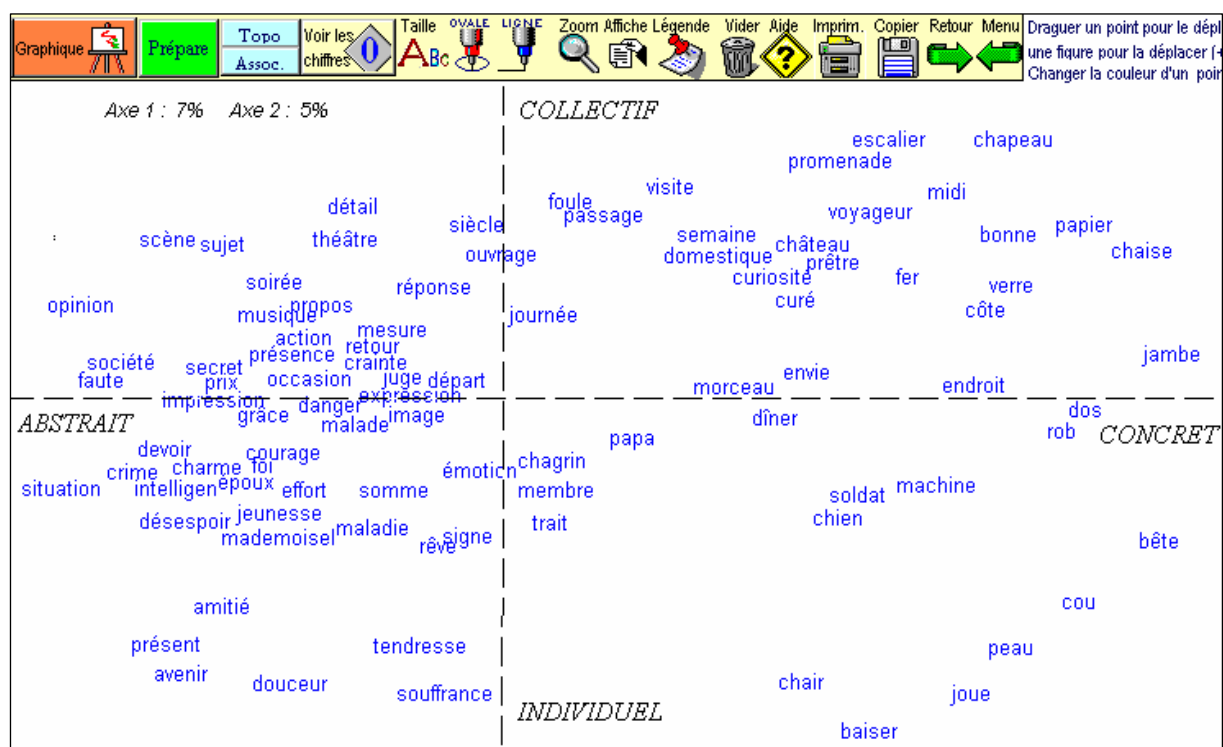 Graphique
Prépare
Topo
Assoc.
Voir les
chiffres
0
Taille
ABC
OVALE
LIGNE
Zoom
Affiche
Légende
Vider
Aide
?
Imprim.
Copier
Retour
Menu
Draguer un point pour le dépl
une figure pour la déplacer (+
Changer la couleur d'un poin
Axe 1 : 7% Axe 2 : 5%
COLLECTIF
escalier
chapeau
promenade
visite
midi
foule
passage
détail
siècle
voyageur
papier
semaine
bonne
scène
sujet
théâtre
château
chaise
ouvrage
domestique
prêtre
curiosité
fer
soirée
réponse
verre
curé
opinion
propos
musique
journée
côte
mesure
action
retour
présence
crainte
jambe
société
secret
envie
faute
prix
occasion
juge
départ
morceau
endroit
expression
impression
danger
grâce
image
malade
dîner
dos
ABSTRAIT
rob
CONCRET
papa
devoir
courage
chagrin
crime
charme
foi
émotion
époux
situation
intelligen
effort
somme
membre
soldat
machine
jeunesse
désespoir
maladie
trait
chien
mademoisel
signe
rêve
bête
amitié
cou
présent
tendresse
peau
avenir
douceur
chair
souffrance
joue
INDIVIDUEL
baiser